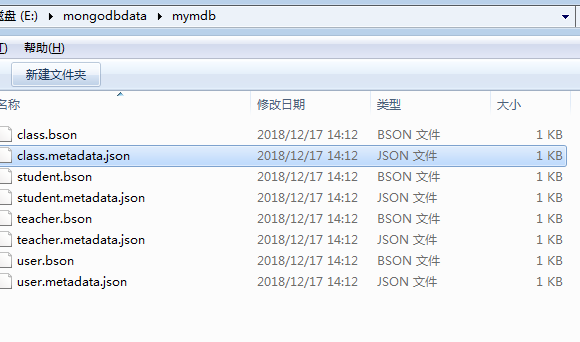 磁盘 (E:) ▸ mongodbdata ▸ mymdb
(T) 帮助(H)
新建文件夹
名称 修改日期 类型 大小
class.bson 2018/12/17 14:12 BSON 文件 1 KB
class.metadata.json 2018/12/17 14:12 JSON 文件 1 KB
student.bson 2018/12/17 14:12 BSON 文件 1 KB
student.metadata.json 2018/12/17 14:12 JSON 文件 1 KB
teacher.bson 2018/12/17 14:12 BSON 文件 1 KB
teacher.metadata.json 2018/12/17 14:12 JSON 文件 1 KB
user.bson 2018/12/17 14:12 BSON 文件 1 KB
user.metadata.json 2018/12/17 14:12 JSON 文件 1 KB